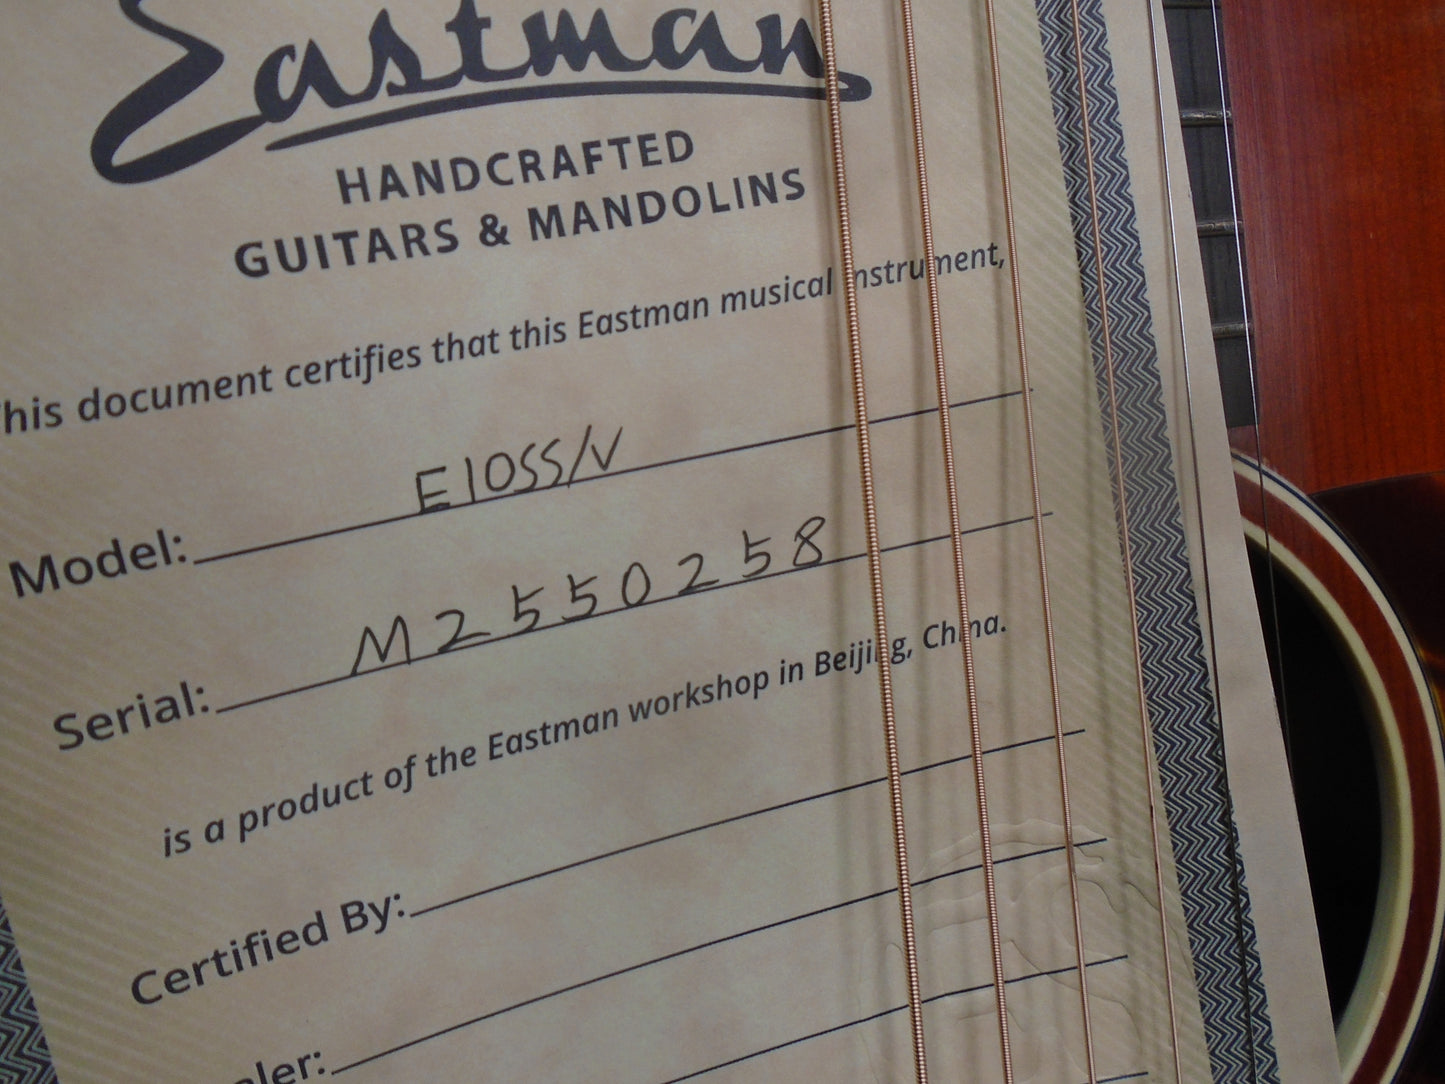 Eastman
HANDCRAFTED
GUITARS & MANDOLINS
This document certifies that this Eastman musical instrument,
Model: E10SS/V
Serial: M2550258
is a product of the Eastman workshop in Beijing, China.
Certified By: